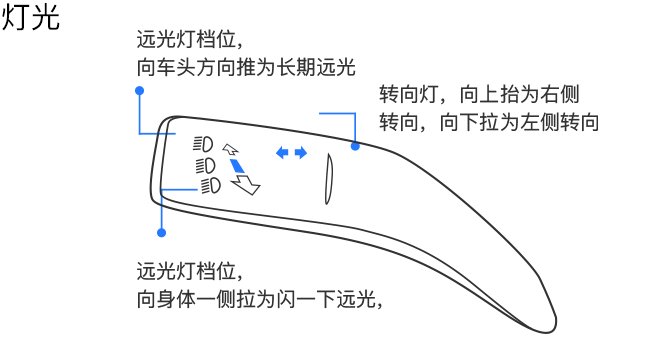 灯光
远光灯档位，
向车头方向推为长期远光
转向灯，向上抬为右侧
转向，向下拉为左侧转向
远光灯档位，
向身体一侧拉为闪一下远光，